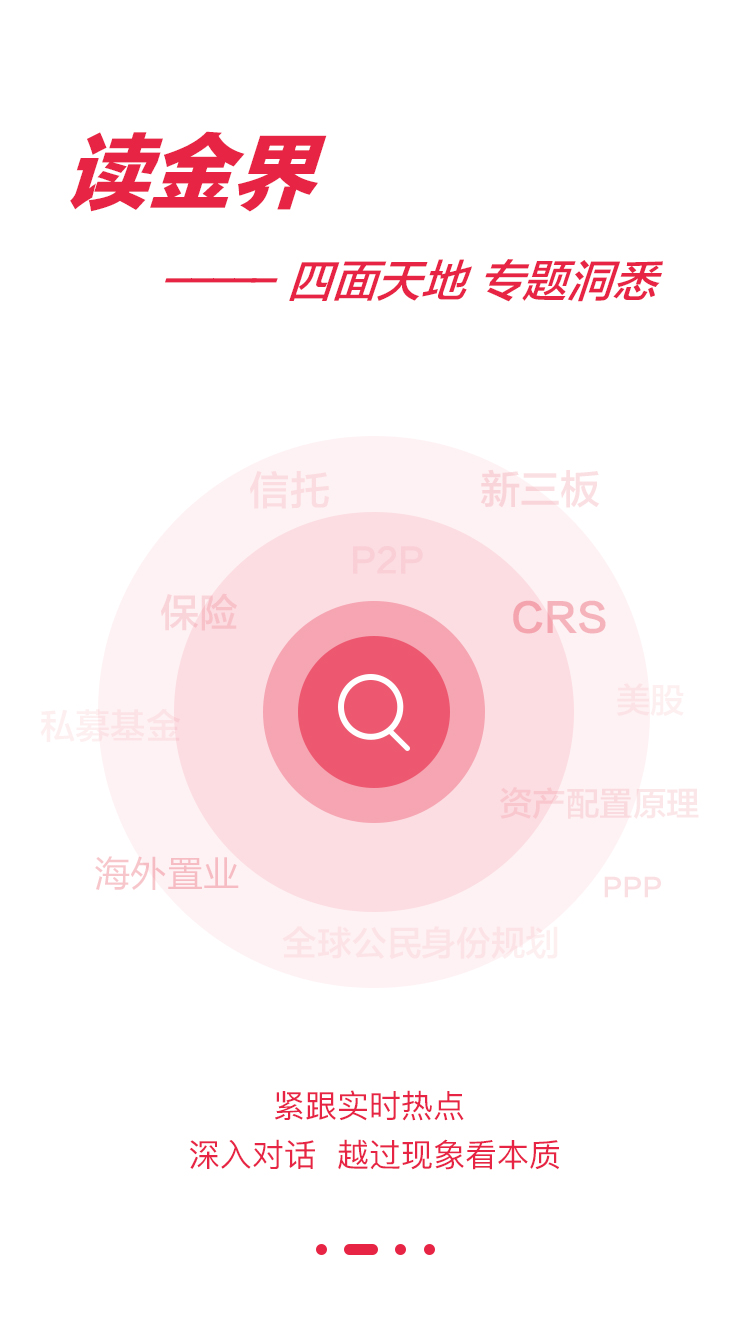 读金界
—— 四面天地 专题洞悉
信托
新三板
P2P
保险
CRS
美股
私募基金
资产配置原理
海外置业
PPP
全球公民身份规划
紧跟实时热点
深入对话 越过现象看本质